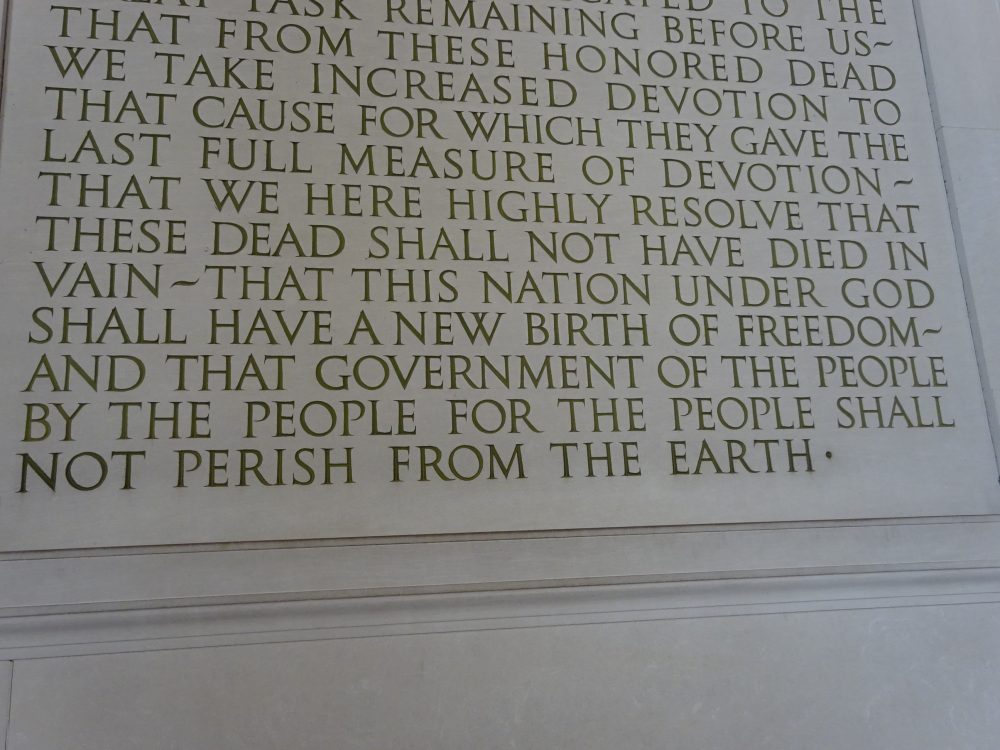 TASK REMAINING BEFORE US~
THAT FROM THESE HONORED DEAD
WE TAKE INCREASED DEVOTION TO
THAT CAUSE FOR WHICH THEY GAVE THE
LAST FULL MEASURE OF DEVOTION~
THAT WE HERE HIGHLY RESOLVE THAT
THESE DEAD SHALL NOT HAVE DIED IN
VAIN~THAT THIS NATION UNDER GOD
SHALL HAVE A NEW BIRTH OF FREEDOM~
AND THAT GOVERNMENT OF THE PEOPLE
BY THE PEOPLE FOR THE PEOPLE SHALL
NOT PERISH FROM THE EARTH·